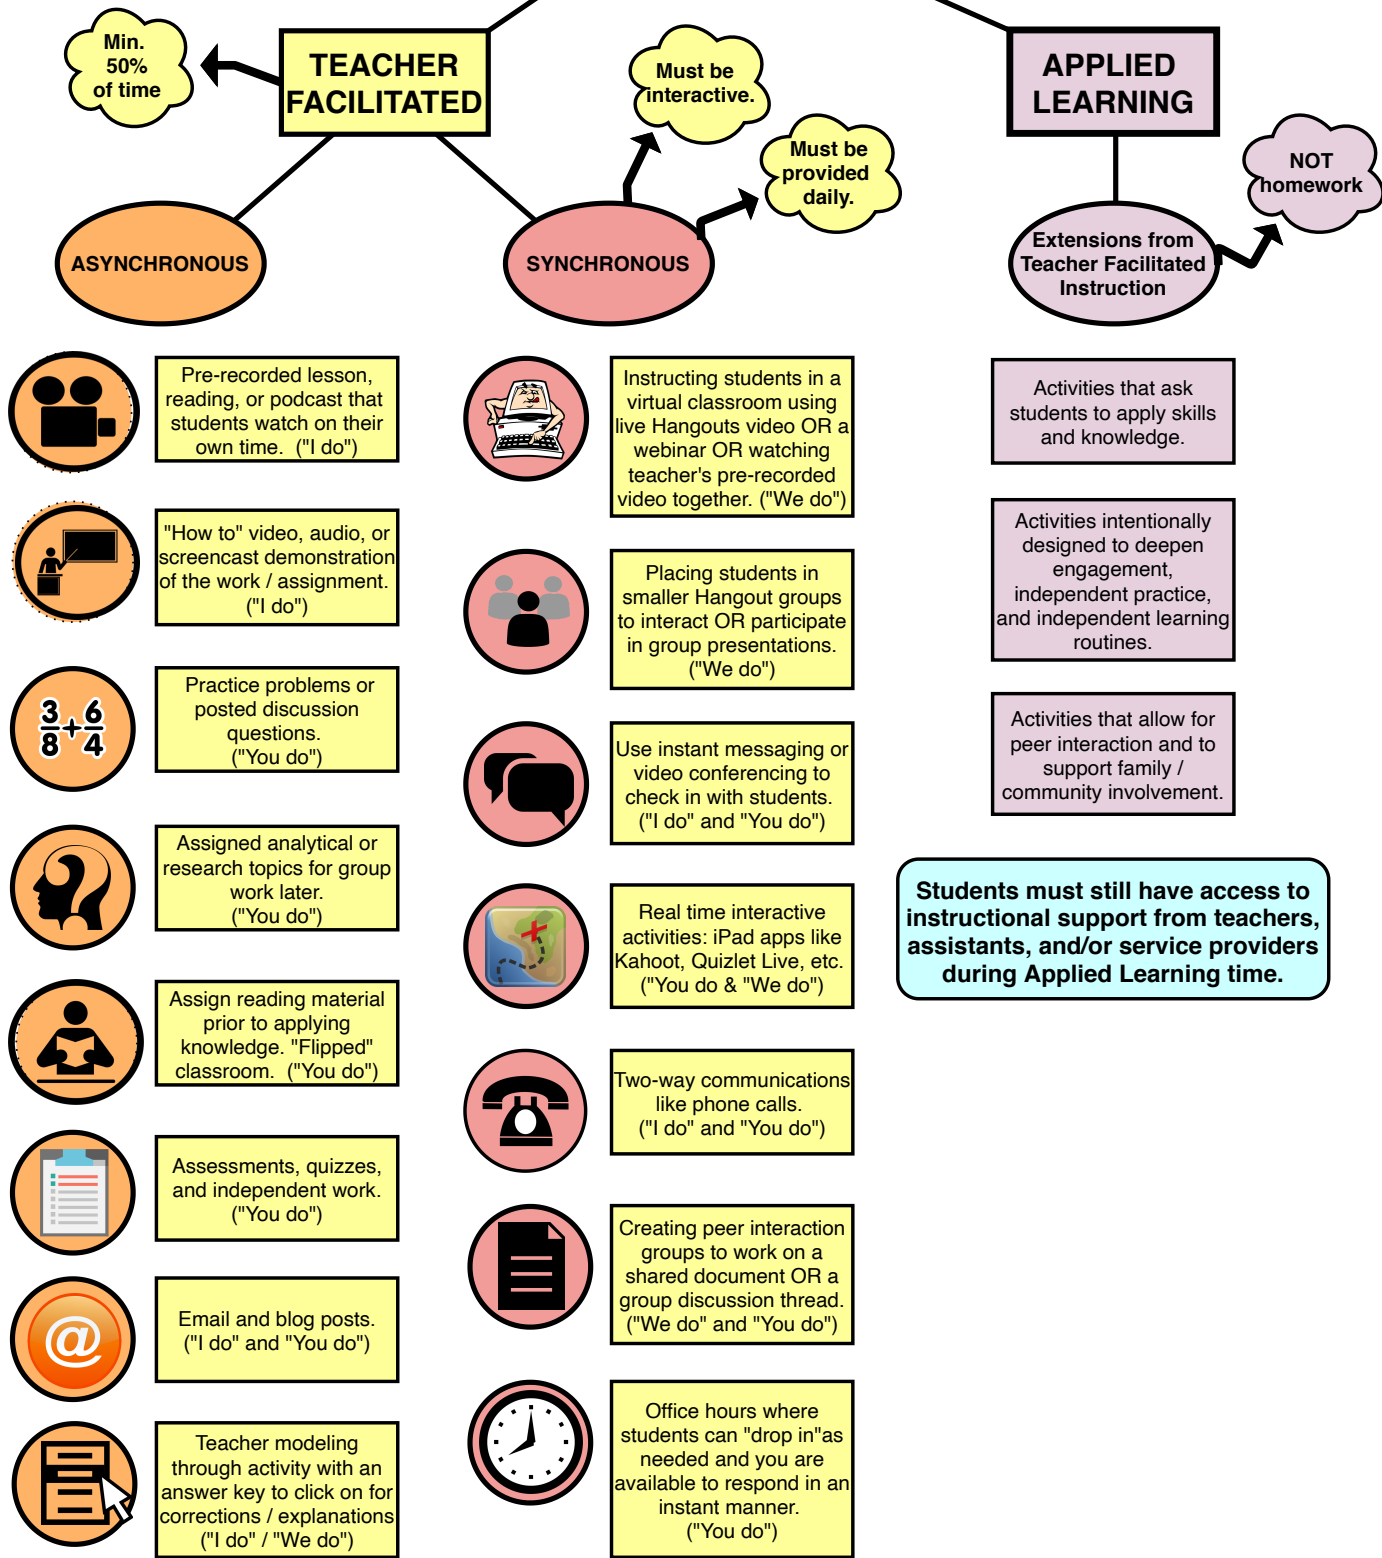 Min.
50%
of time
TEACHER
FACILITATED
Must be
interactive.
Must be
provided
daily.
APPLIED
LEARNING
NOT
homework
ASYNCHRONOUS
SYNCHRONOUS
Extensions from
Teacher Facilitated
Instruction
Pre-recorded lesson,
reading, or podcast that
students watch on their
own time. ("I do")
"How to" video, audio, or
screencast demonstration
of the work / assignment.
("I do")
3/8+6/4
Practice problems or
posted discussion
questions.
("You do")
Assigned analytical or
research topics for group
work later.
("You do")
Assign reading material
prior to applying
knowledge. "Flipped"
classroom. ("You do")
Assessments, quizzes,
and independent work.
("You do")
@
Email and blog posts.
("I do" and "You do")
Teacher modeling
through activity with an
answer key to click on for
corrections / explanations
("I do" / "We do")
Instructing students in a
virtual classroom using
live Hangouts video OR a
webinar OR watching
teacher's pre-recorded
video together. ("We do")
Placing students in
smaller Hangout groups
to interact OR participate
in group presentations.
("We do")
Use instant messaging or
video conferencing to
check in with students.
("I do" and "You do")
Real time interactive
activities: iPad apps like
Kahoot, Quizlet Live, etc.
("You do & "We do")
Two-way communications
like phone calls.
("I do" and "You do")
Creating peer interaction
groups to work on a
shared document OR a
group discussion thread.
("We do" and "You do")
Office hours where
students can "drop in"as
needed and you are
available to respond in an
instant manner.
("You do")
Activities that ask
students to apply skills
and knowledge.
Activities intentionally
designed to deepen
engagement,
independent practice,
and independent learning
routines.
Activities that allow for
peer interaction and to
support family /
community involvement.
Students must still have access to
instructional support from teachers,
assistants, and/or service providers
during Applied Learning time.